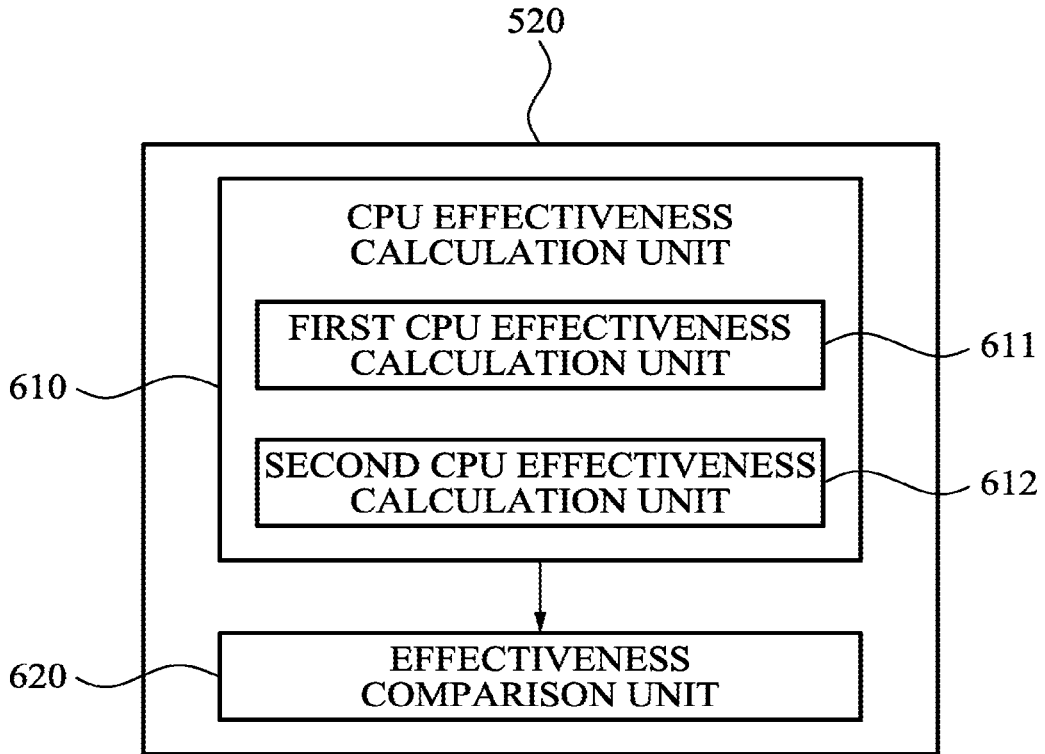 520
CPU EFFECTIVENESS
CALCULATION UNIT
FIRST CPU EFFECTIVENESS
CALCULATION UNIT
611
610
SECOND CPU EFFECTIVENESS
CALCULATION UNIT
612
620
EFFECTIVENESS
COMPARISON UNIT